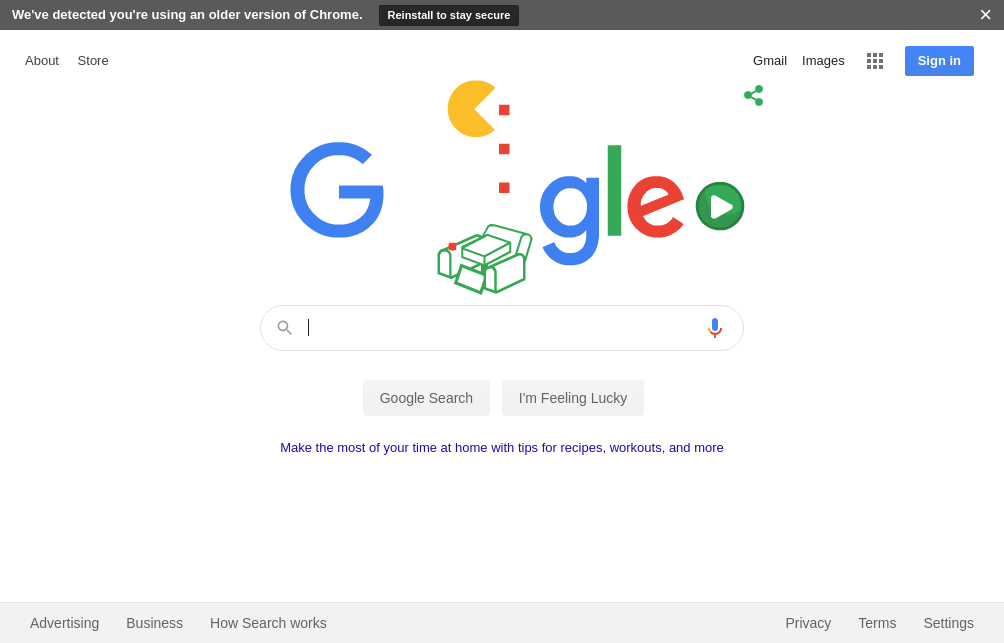 We've detected you're using an older version of Chrome. Reinstall to stay secure
About Store Gmail Images Sign in
G gle
Google Search I'm Feeling Lucky
Make the most of your time at home with tips for recipes, workouts, and more
Advertising Business How Search works Privacy Terms Settings